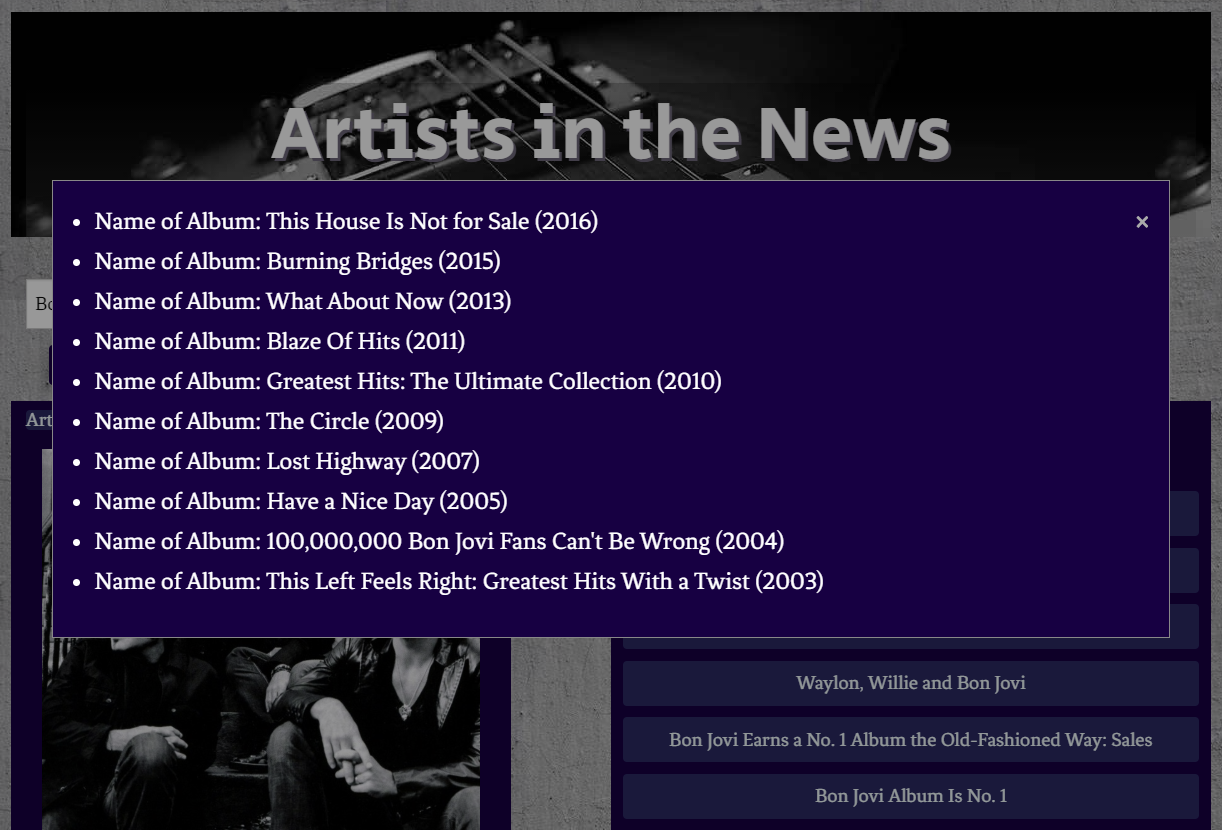 Artists in the News
• Name of Album: This House Is Not for Sale (2016)
×
• Name of Album: Burning Bridges (2015)
• Name of Album: What About Now (2013)
• Name of Album: Blaze Of Hits (2011)
• Name of Album: Greatest Hits: The Ultimate Collection (2010)
• Name of Album: The Circle (2009)
• Name of Album: Lost Highway (2007)
• Name of Album: Have a Nice Day (2005)
• Name of Album: 100,000,000 Bon Jovi Fans Can't Be Wrong (2004)
• Name of Album: This Left Feels Right: Greatest Hits With a Twist (2003)
Waylon, Willie and Bon Jovi
Bon Jovi Earns a No. 1 Album the Old-Fashioned Way: Sales
Bon Jovi Album Is No. 1